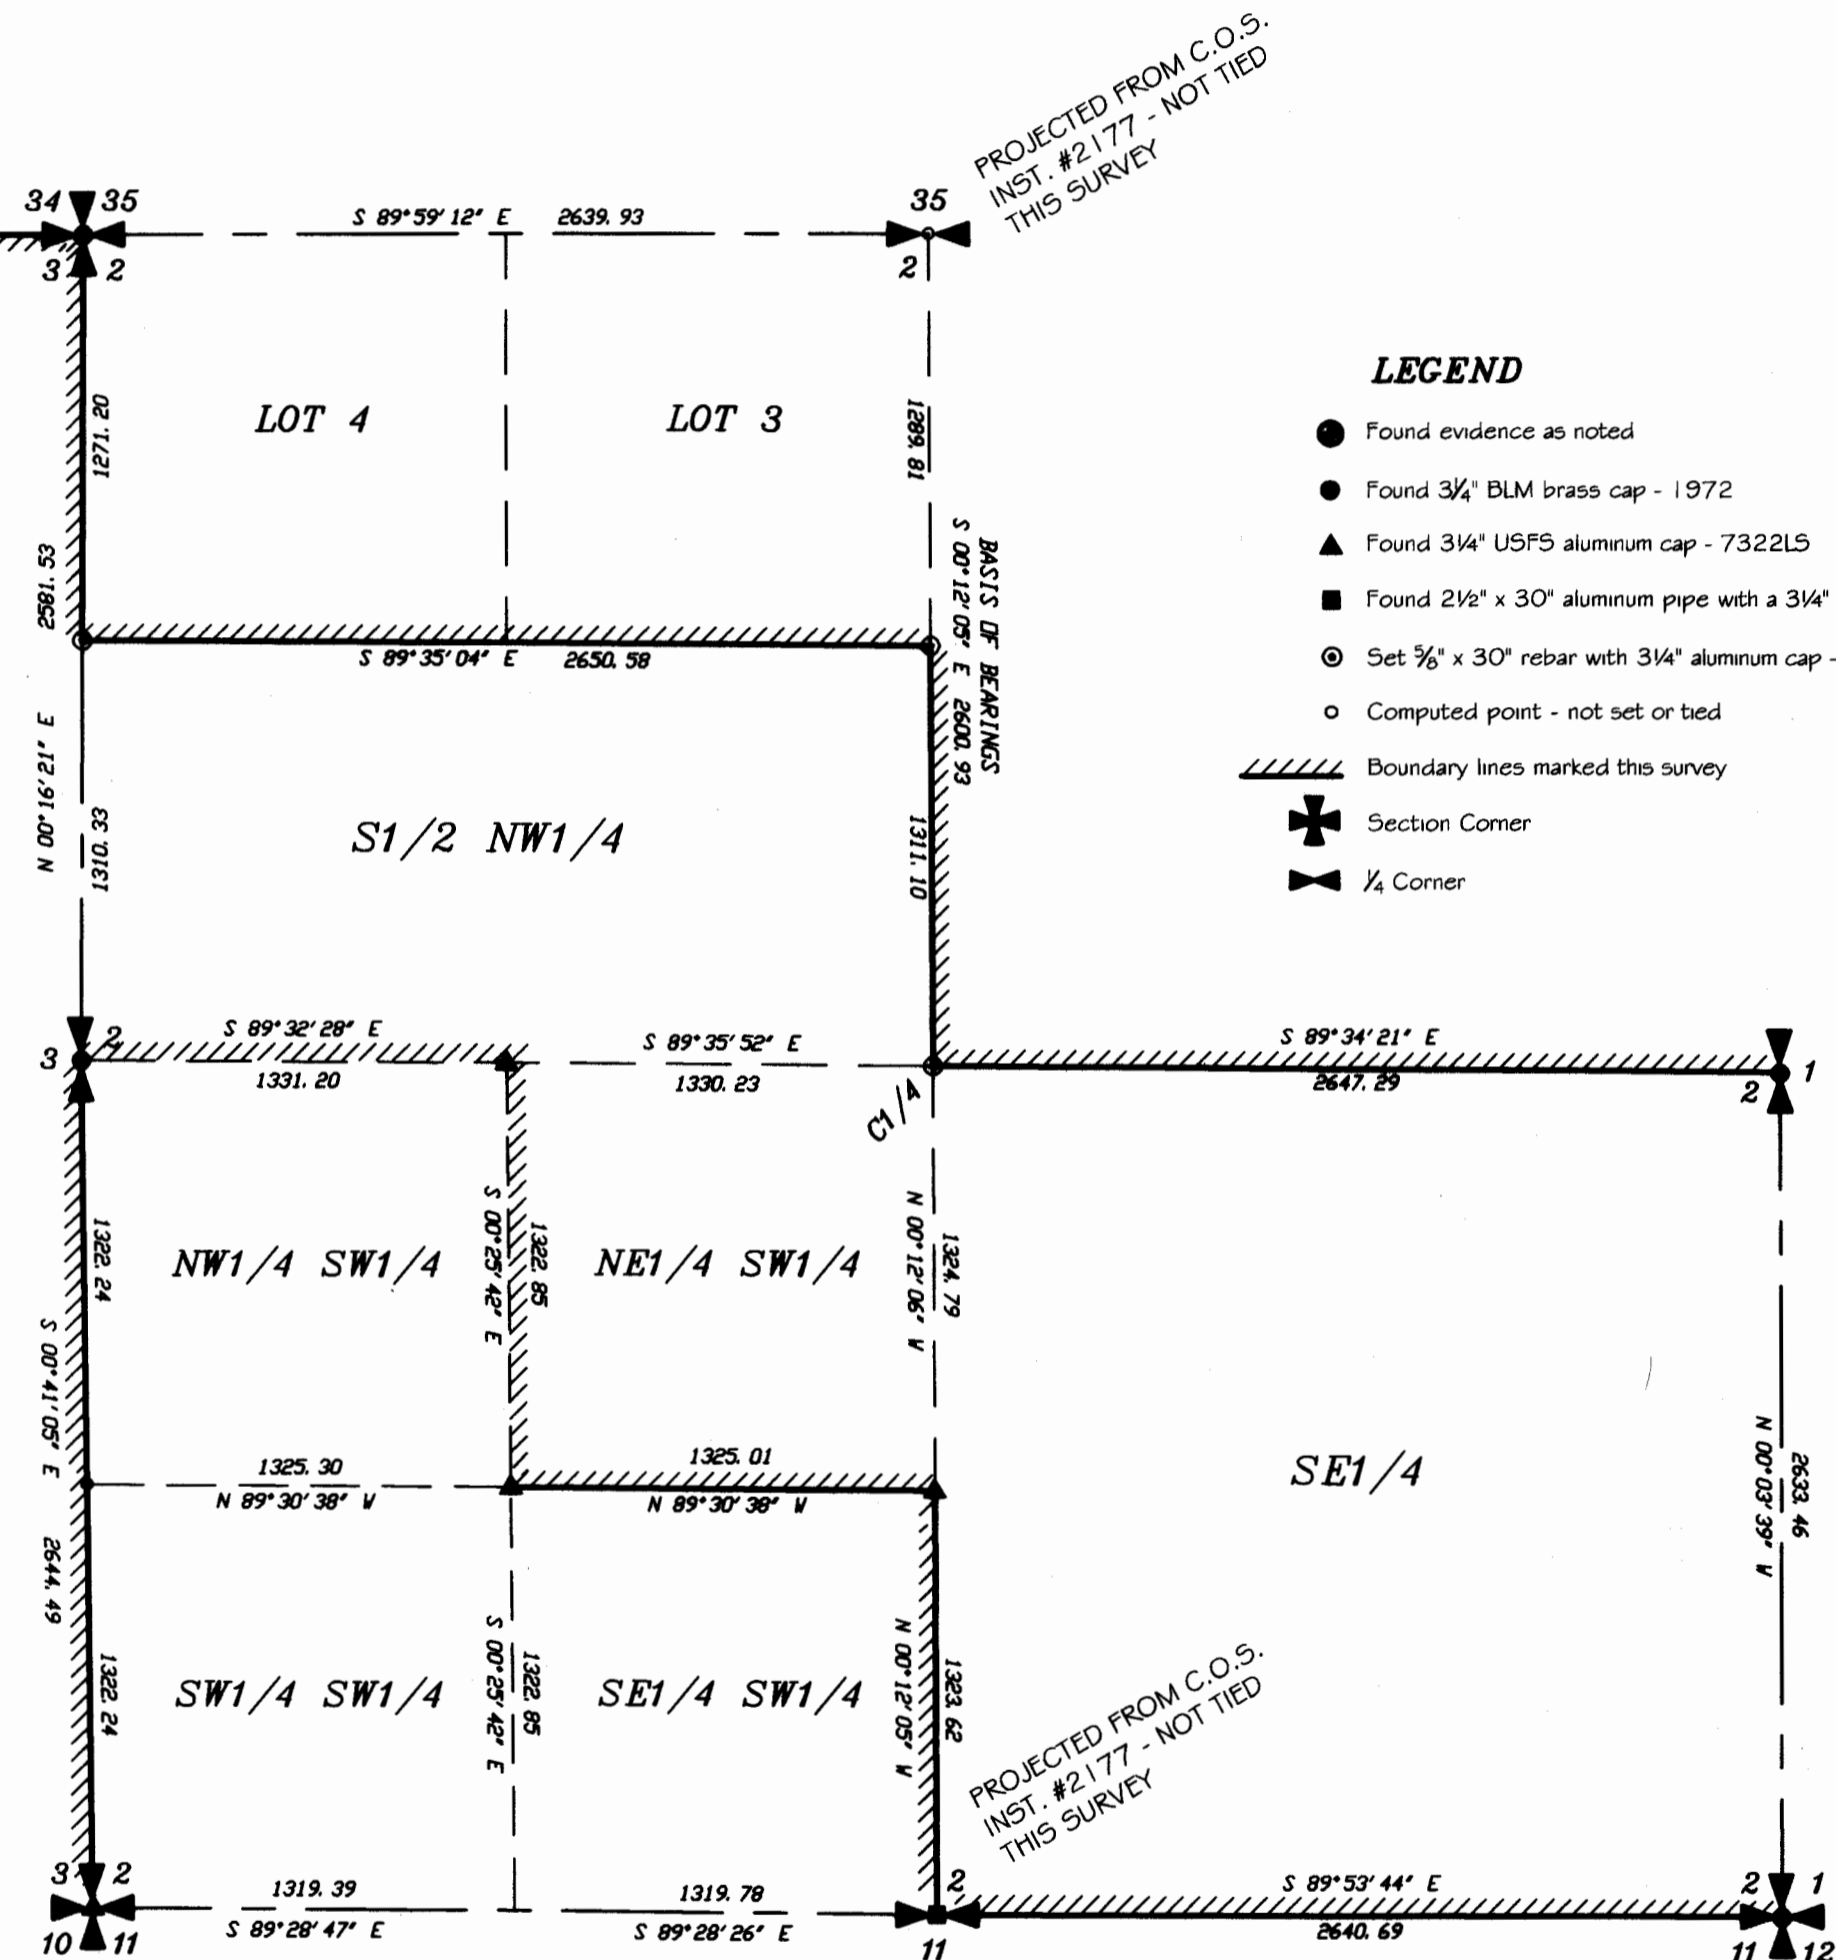 PROJECTED FROM C.O.S.
INST. #2177 - NOT TIED
THIS SURVEY
34 35
S 89°59'12" E 2639.93
35
3 2
2
LOT 4
LOT 3
1271.20
1289.81
2581.53
BASIS OF BEARINGS
S 00°12'05" E 2600.93
S 89°35'04" E 2650.58
N 00°16'21" E
1310.33
S1/2 NW1/4
1311.10
LEGEND
Found evidence as noted
Found 3¼" BLM brass cap - 1972
Found 3¼" USFS aluminum cap - 7322LS
Found 2½" x 30" aluminum pipe with a 3¼"
Set ⅝" x 30" rebar with 3¼" aluminum cap -
Computed point - not set or tied
Boundary lines marked this survey
Section Corner
¼ Corner
3 2
S 89°32'28" E
1331.20
S 89°35'52" E
1330.23
C1/4
S 89°34'21" E
2647.29
2 1
1322.24
NW1/4 SW1/4
S 00°25'42" E
1322.85
NE1/4 SW1/4
N 00°12'06" W
1324.79
S 00°41'05" E
2644.49
1325.30
N 89°30'38" W
1325.01
N 89°30'38" W
SE1/4
N 00°03'39" W
2633.46
1322.24
SW1/4 SW1/4
S 00°25'42" E
1322.85
SE1/4 SW1/4
N 00°12'05" W
1323.62
PROJECTED FROM C.O.S.
INST. #2177 - NOT TIED
THIS SURVEY
3 2
1319.39
S 89°28'47" E
1319.78
S 89°28'26" E
2
S 89°53'44" E
2640.69
2 1
10 11
11
11 12